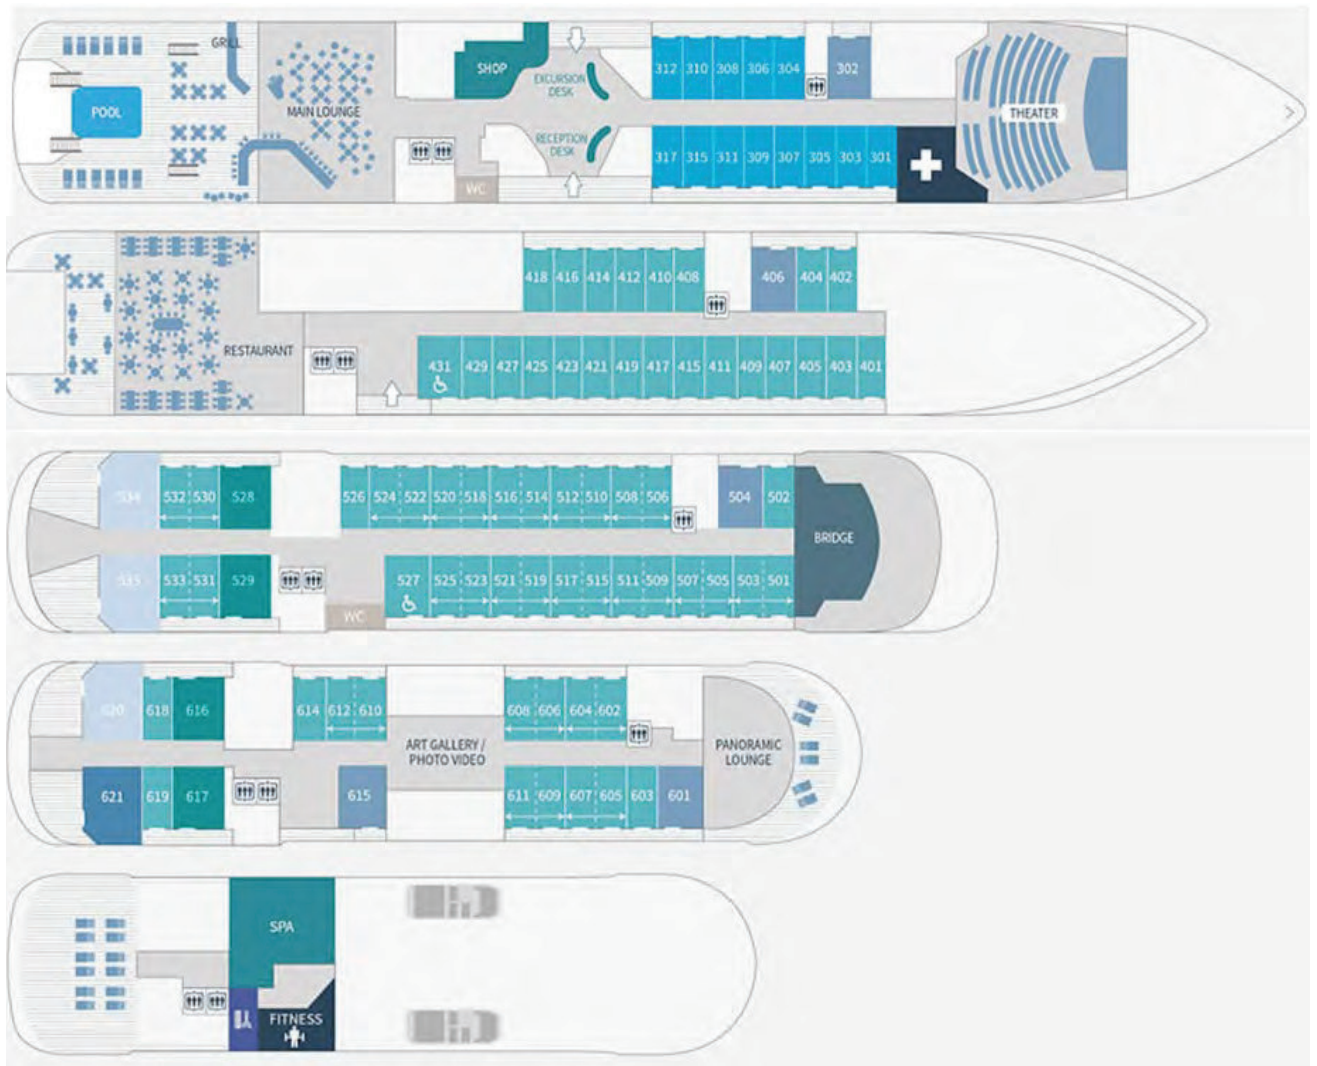 GRILL
POOL
MAIN LOUNGE
SHOP
EXCURSION
DESK
RECEPTION
DESK
WC
312 310 308 306 304
302
317 315 311 309 307 305 303 301
THEATER
RESTAURANT
418 416 414 412 410 408
406 404 402
431 429 427 425 423 421 419 417 415 411 409 407 405 403 401
534 532 530 528
526 524 522 520 518 516 514 512 510 508 506
504 502
BRIDGE
535 533 531 529
527 525 523 521 519 517 515 511 509 507 505 503 501
WC
620 618 616
614 612 610
608 606 604 602
ART GALLERY /
PHOTO VIDEO
PANORAMIC
LOUNGE
621 619 617
615
611 609 607 605 603 601
SPA
FITNESS